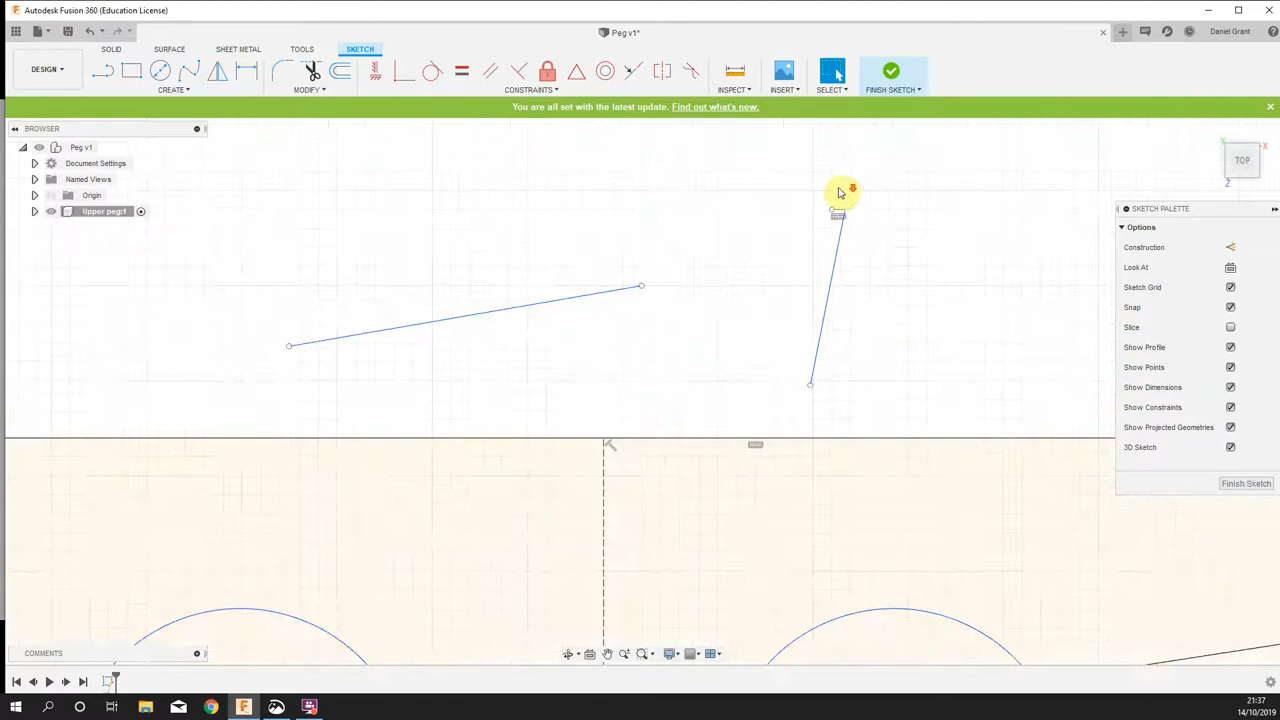 Autodesk Fusion 360 (Education License)
Peg v1*
Daniel Grant
SOLID SURFACE SHEET METAL TOOLS SKETCH
DESIGN
CREATE MODIFY CONSTRAINTS INSPECT INSERT SELECT FINISH SKETCH
You are all set with the latest update. Find out what's new.
BROWSER
Peg v1
Document Settings
Named Views
Origin
Upper peg:1
X
Y
TOP
Z
SKETCH PALETTE
Options
Construction
Look At
Sketch Grid
Snap
Slice
Show Profile
Show Points
Show Dimensions
Show Constraints
Show Projected Geometries
3D Sketch
Finish Sketch
COMMENTS
21:37
14/10/2019